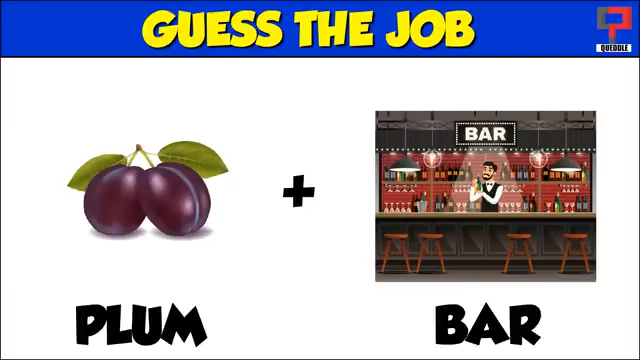 GUESS THE JOB
QUEDDLE
BAR
+
PLUM
BAR